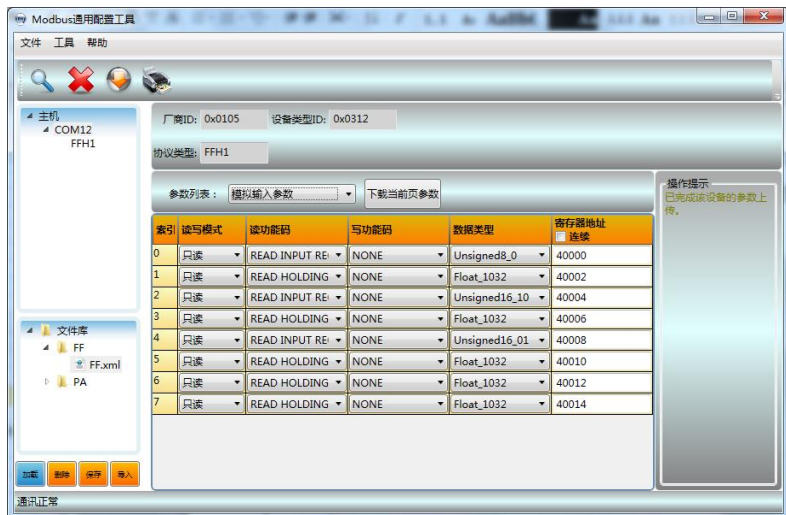 Modbus通用配置工具
文件 工具 帮助
主机
COM12
FFH1
厂商ID: 0x0105 设备类型ID: 0x0312
协议类型: FFH1
参数列表： 模拟输入参数 下载当前页参数
操作提示
已完成该设备的参数上
传。
索引 读写模式 读功能码 写功能码 数据类型 寄存器地址
连续
0 只读 READ INPUT RE NONE Unsigned8_0 40000
1 只读 READ HOLDING NONE Float_1032 40002
2 只读 READ INPUT RE NONE Unsigned16_10 40004
3 只读 READ HOLDING NONE Float_1032 40006
4 只读 READ INPUT RE NONE Unsigned16_01 40008
5 只读 READ HOLDING NONE Float_1032 40010
6 只读 READ HOLDING NONE Float_1032 40012
7 只读 READ HOLDING NONE Float_1032 40014
文件库
FF
FF.xml
PA
加载 删除 保存 导入
通讯正常